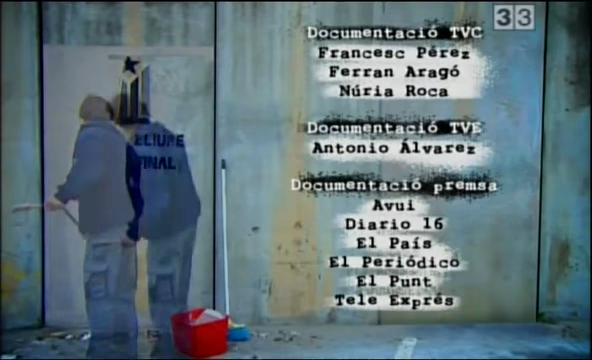 33
Documentació TVC
Francesc Pérez
Ferran Aragó
Núria Roca
Documentació TVE
Antonio Álvarez
Documentació premsa
Avui
Diario 16
El País
El Periódico
El Punt
Tele Exprés